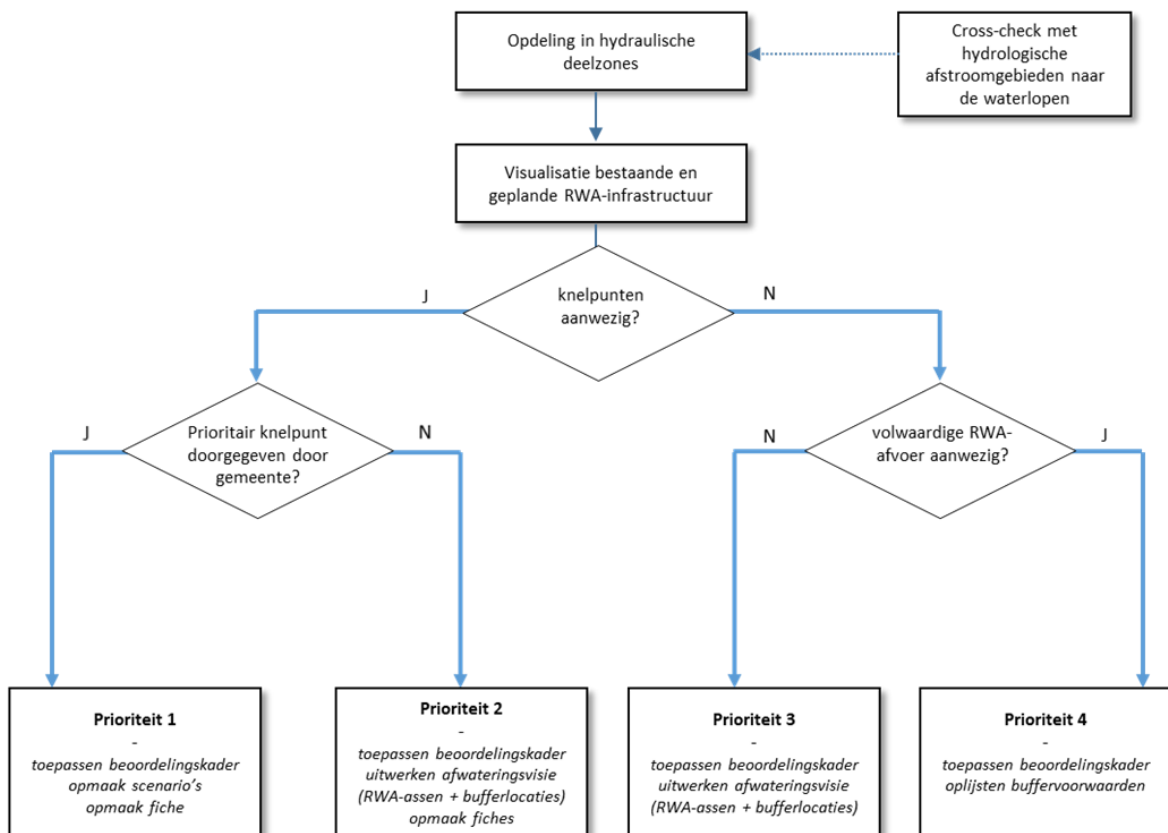 Opdeling in hydraulische
deelzones
Cross-check met
hydrologische
afstroomgebieden naar
de waterlopen
Visualisatie bestaande en
geplande RWA-infrastructuur
J
knelpunten
aanwezig?
N
J
Prioritair knelpunt
doorgegeven door
gemeente?
N
N
volwaardige RWA-
afvoer aanwezig?
J
Prioriteit 1
-
toepassen beoordelingskader
opmaak scenario's
opmaak fiche
Prioriteit 2
-
toepassen beoordelingskader
uitwerken afwateringsvisie
(RWA-assen + bufferlocaties)
opmaak fiches
Prioriteit 3
-
toepassen beoordelingskader
uitwerken afwateringsvisie
(RWA-assen + bufferlocaties)
Prioriteit 4
-
toepassen beoordelingskader
oplijsten buffervoorwaarden